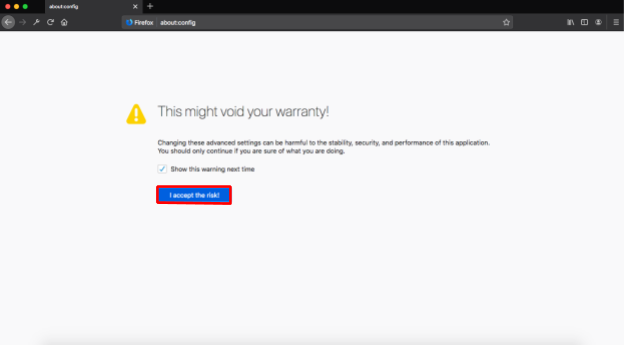 about:config
Firefox about:config
This might void your warranty!
Changing these advanced settings can be harmful to the stability, security, and performance of this application.
You should only continue if you are sure of what you are doing.
Show this warning next time
I accept the risk!